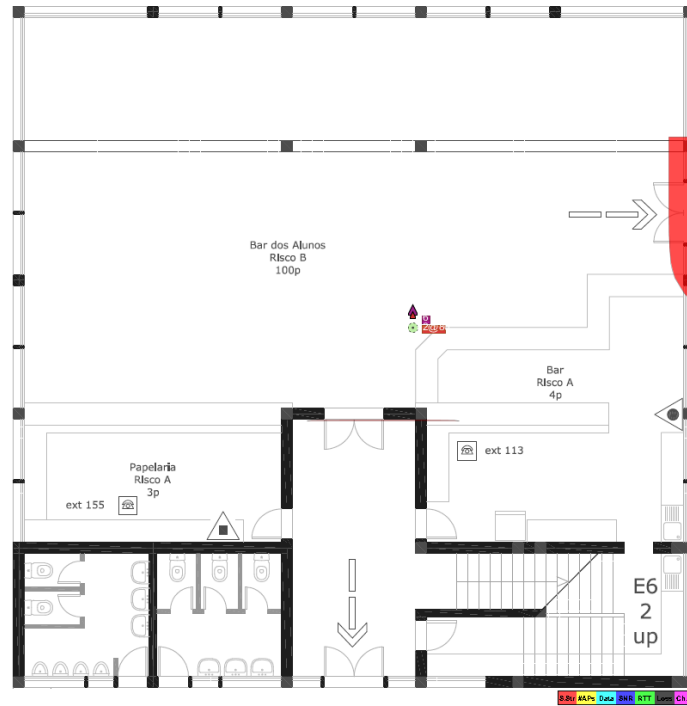 Bar dos Alunos
Risco B
100p
Bar
Risco A
4p
ext 113
Papelaria
Risco A
3p
ext 155
E6
2
up
S.Str #APs Data SNR RTT Loss Ch